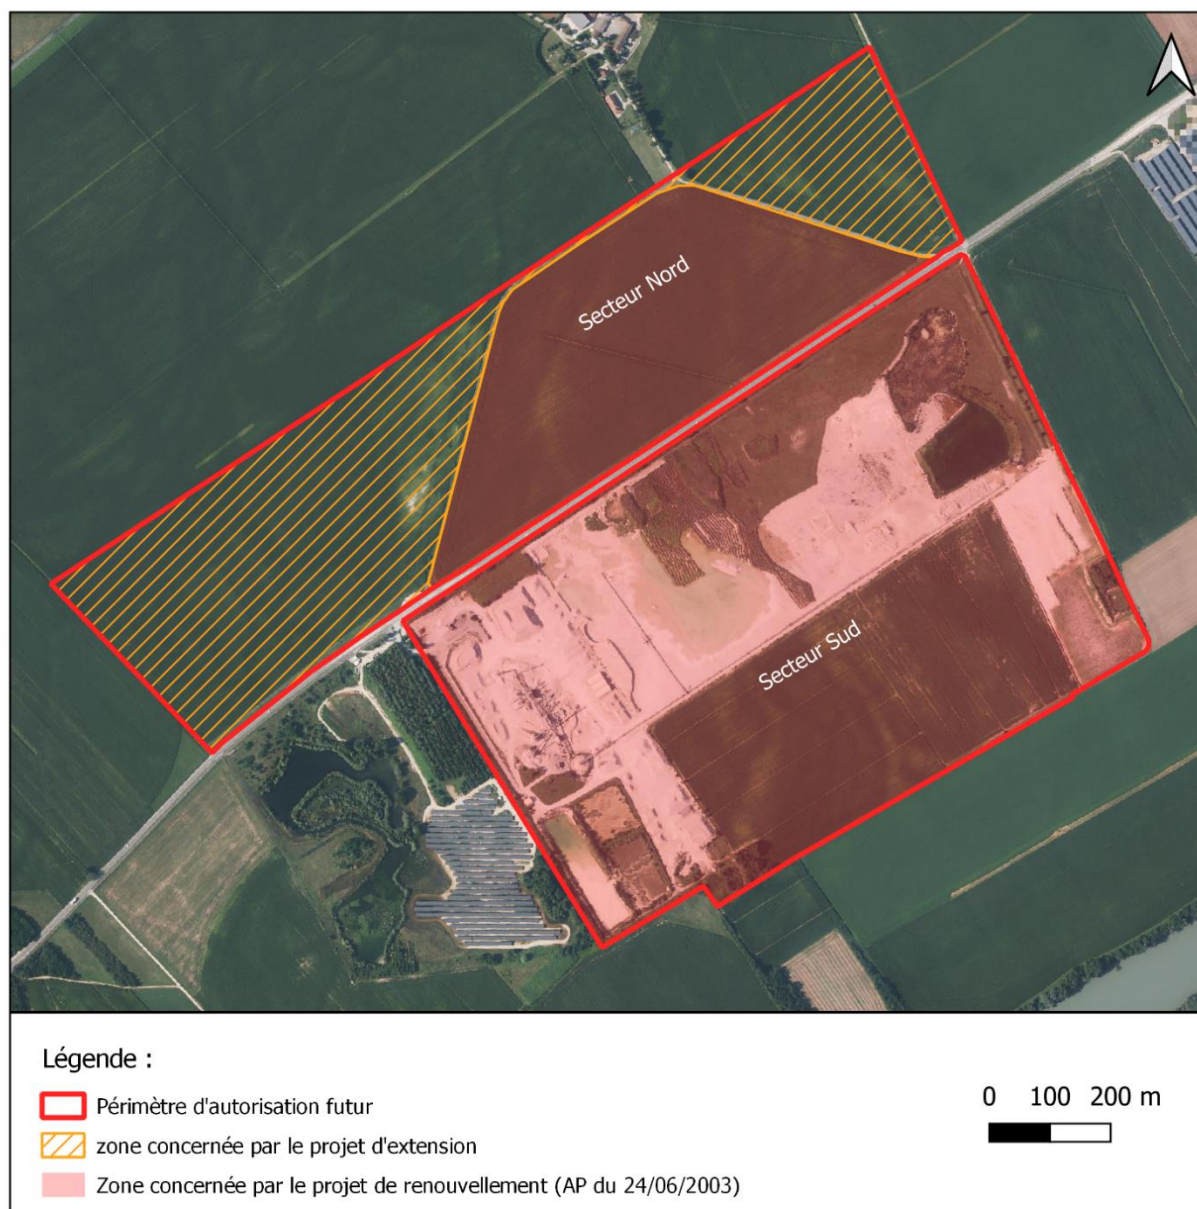 Secteur Nord
Secteur Sud
Légende :
Périmètre d'autorisation futur
zone concernée par le projet d'extension
Zone concernée par le projet de renouvellement (AP du 24/06/2003)
0 100 200 m